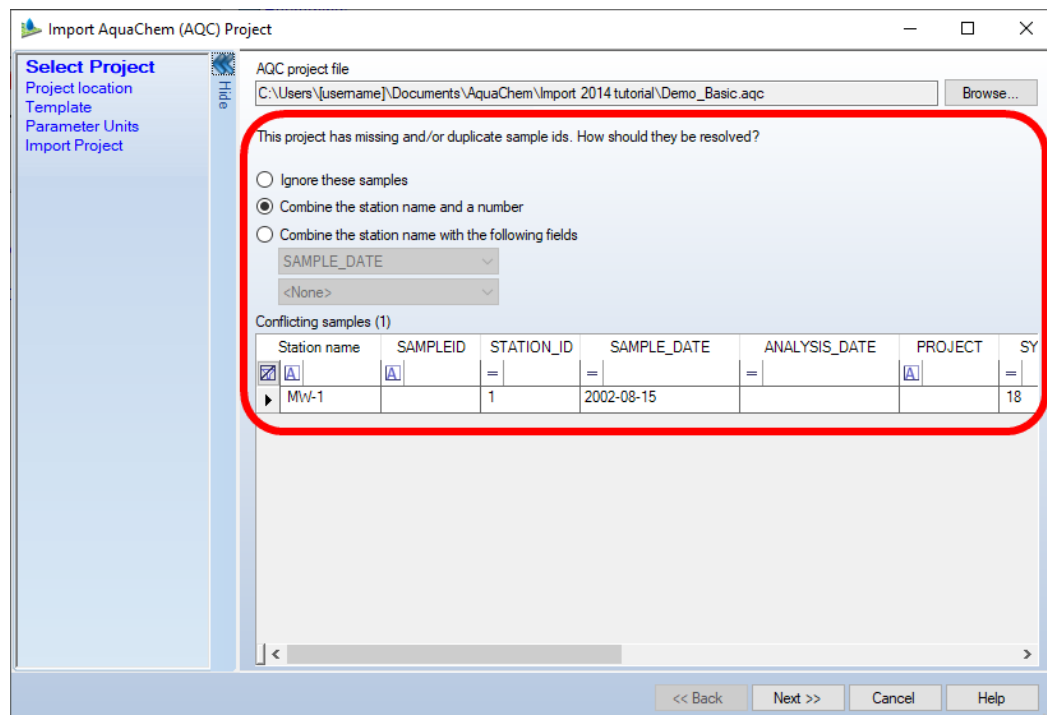 Import AquaChem (AQC) Project
Select Project
Project location
Template
Parameter Units
Import Project
Hide
AQC project file
C:\Users\[username]\Documents\AquaChem\Import 2014 tutorial\Demo_Basic.aqc
Browse...
This project has missing and/or duplicate sample ids. How should they be resolved?
Ignore these samples
Combine the station name and a number
Combine the station name with the following fields
SAMPLE_DATE
<None>
Conflicting samples (1)
Station name SAMPLEID STATION_ID SAMPLE_DATE ANALYSIS_DATE PROJECT SY
A A = = = A =
MW-1 1 2002-08-15 18
<< Back Next >> Cancel Help